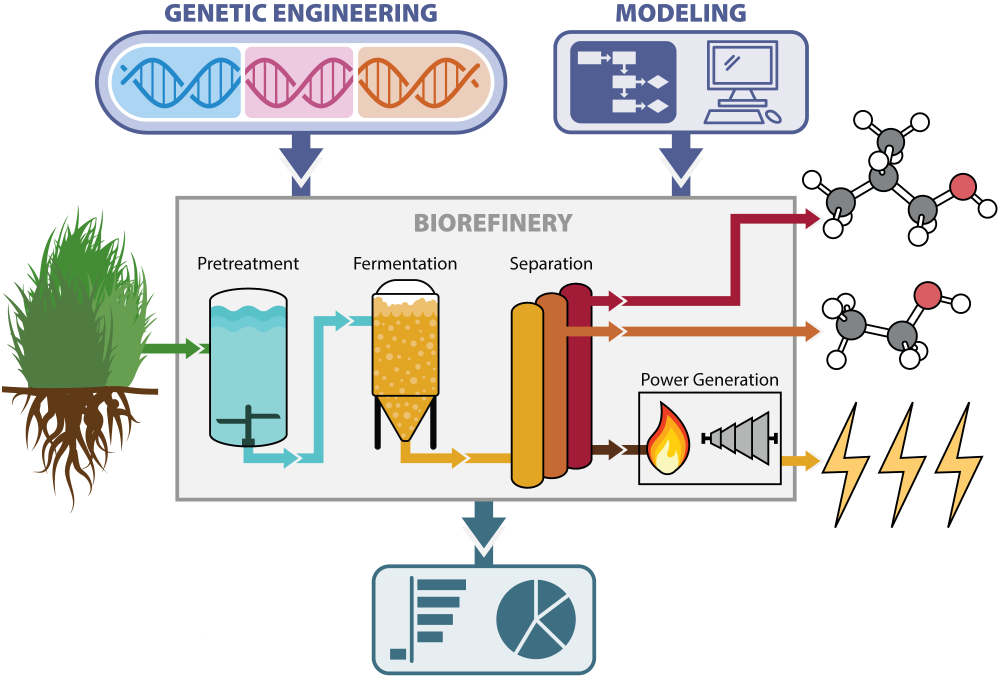 GENETIC ENGINEERING
MODELING
BIOREFINERY
Pretreatment
Fermentation
Separation
Power Generation